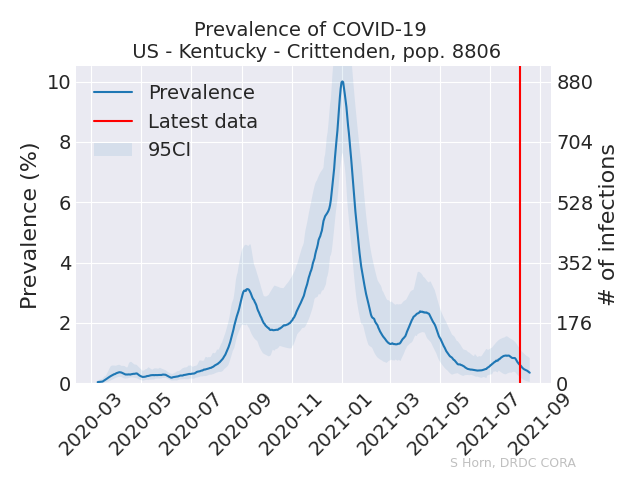 Prevalence of COVID-19
US - Kentucky - Crittenden, pop. 8806
Prevalence (%)
10
8
6
4
2
0
Prevalence
Latest data
95CI
880
704
528
352
176
0
# of infections
2020-03
2020-05
2020-07
2020-09
2020-11
2021-01
2021-03
2021-05
2021-07
2021-09
S Horn, DRDC CORA